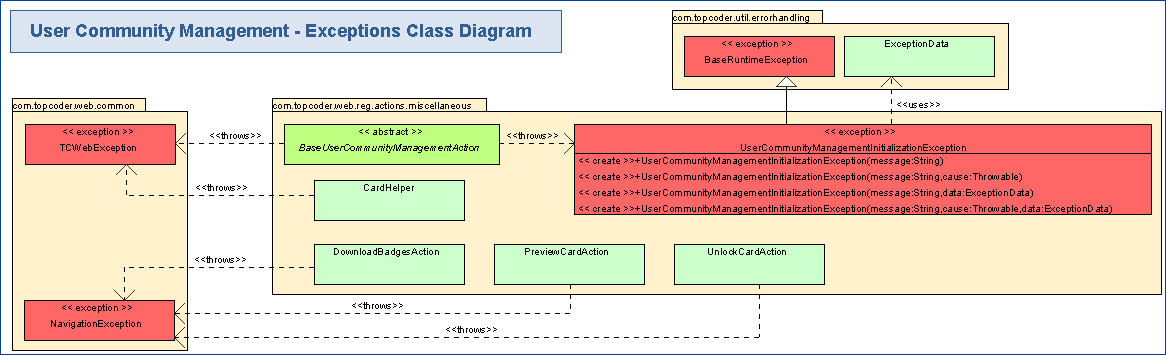 User Community Management - Exceptions Class Diagram
com.topcoder.util.errorhandling
<< exception >>
BaseRuntimeException
ExceptionData
<<uses>>
com.topcoder.web.common
<< exception >>
TCWebException
<<throws>>
com.topcoder.web.reg.actions.miscellaneous
<< abstract >>
BaseUserCommunityManagementAction
<<throws>>
<< exception >>
UserCommunityManagementInitializationException
<< create >>+UserCommunityManagementInitializationException(message:String)
<< create >>+UserCommunityManagementInitializationException(message:String,cause:Throwable)
<< create >>+UserCommunityManagementInitializationException(message:String,data:ExceptionData)
<< create >>+UserCommunityManagementInitializationException(message:String,cause:Throwable,data:ExceptionData)
<<throws>>
CardHelper
DownloadBadgesAction
PreviewCardAction
UnlockCardAction
<<throws>>
<< exception >>
NavigationException
<<throws>>
<<throws>>